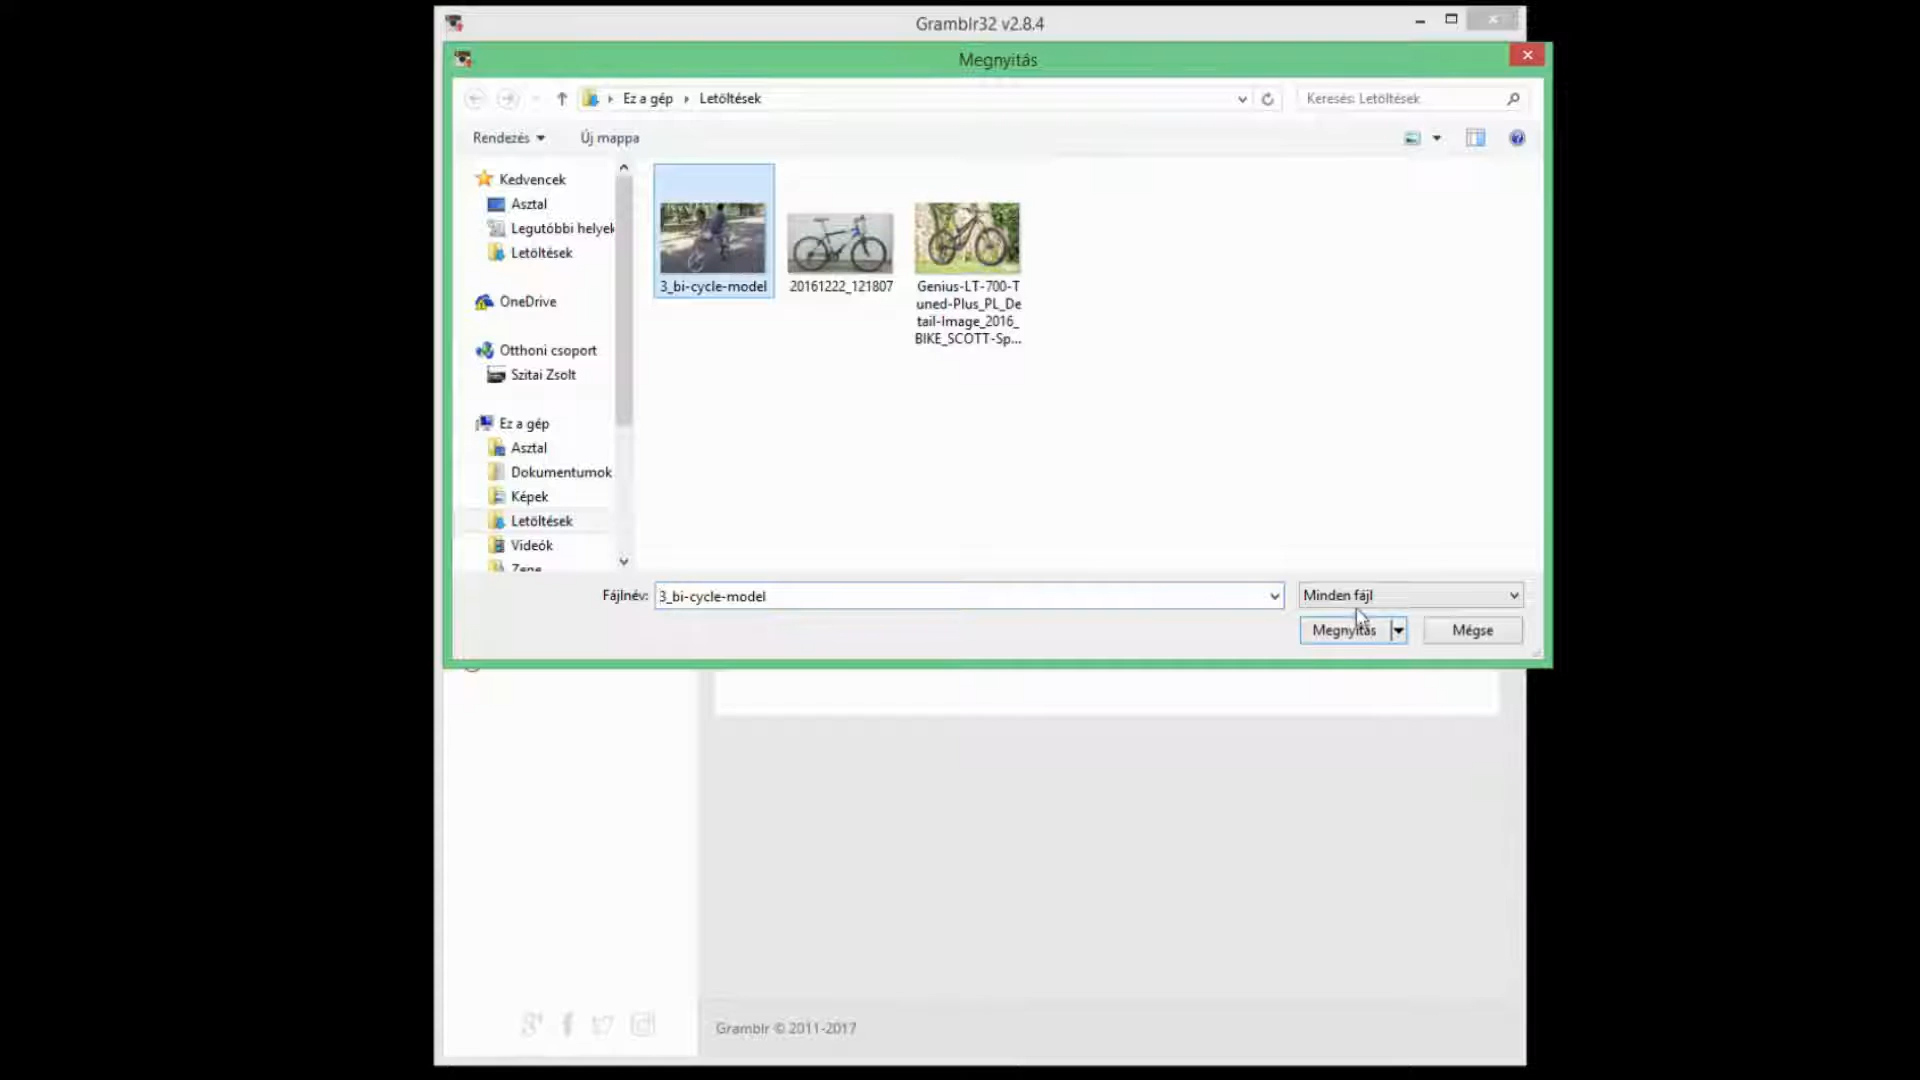 Gramblr32 v2.8.4
Megnyitás
Ez a gép
Letöltések
Keresés: Letöltések
Rendezés
Új mappa
Kedvencek
Asztal
Legutóbbi helyek
Letöltések
OneDrive
Otthoni csoport
Szitai Zsolt
Ez a gép
Asztal
Dokumentumok
Képek
Letöltések
Videók
Zene
3_bi-cycle-model
20161222_121807
Genius-LT-700-T
uned-Plus_PL_De
tail-Image_2016_
BIKE_SCOTT-Sp...
Fájlnév:
3_bi-cycle-model
Minden fájl
Megnyitás
Mégse
Gramblr © 2011-2017